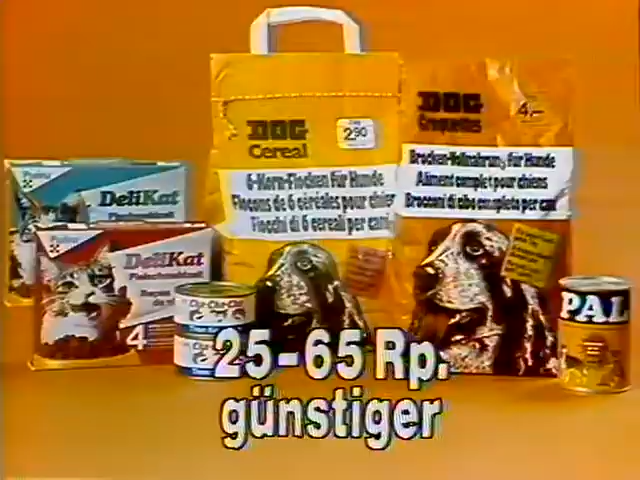 DOG
Cereal
2.90
6-Korn-Flocken für Hunde
Flocons de 6 céréales pour chiens
Fiocchi di 6 cereali per cani
DOG
Croquettes
4.-
Brocken-Vollnahrung für Hunde
Aliment complet pour chiens
Bocconi di cibo completo per cani
DeliKat
DeliKat
4
PAL
25-65 Rp.
günstiger